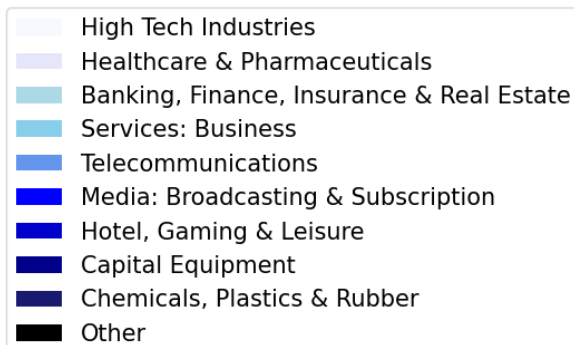 High Tech Industries
Healthcare & Pharmaceuticals
Banking, Finance, Insurance & Real Estate
Services: Business
Telecommunications
Media: Broadcasting & Subscription
Hotel, Gaming & Leisure
Capital Equipment
Chemicals, Plastics & Rubber
Other